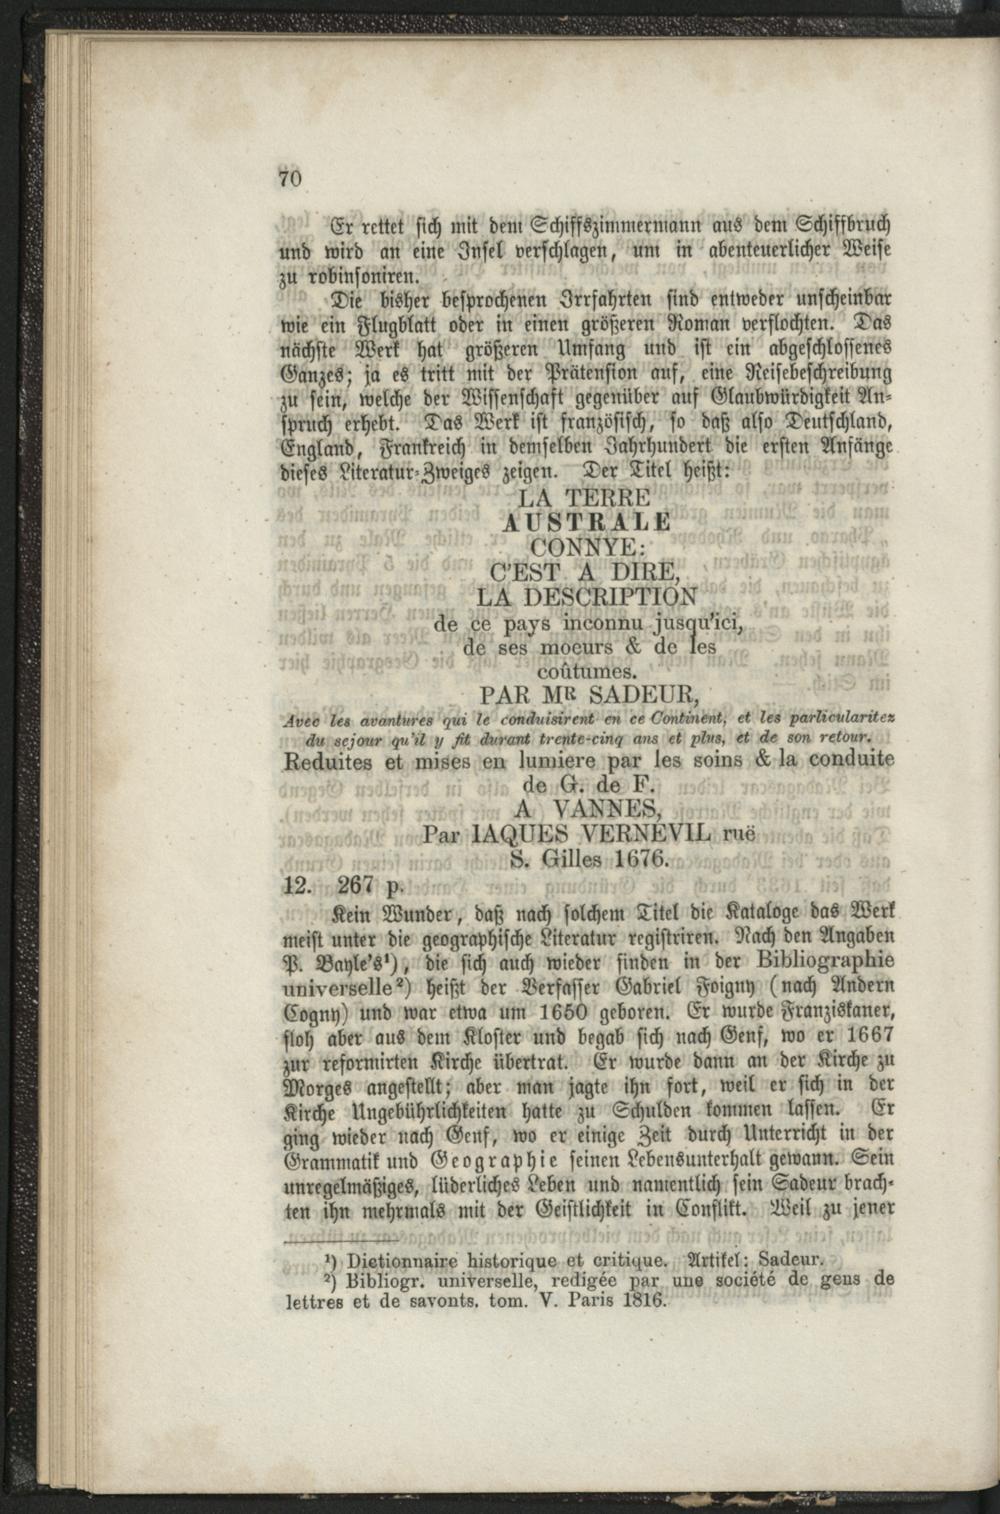 70
Er rettet sich mit dem Schiffszimmermann aus dem Schiffbruch
und wird an eine Insel verschlagen, um in abenteuerlicher Weise
zu robinsoniren.
Die bisher besprochenen Irrfahrten sind entweder unscheinbar
wie ein Flugblatt oder in einen größeren Roman verflochten. Das
nächste Werk hat größeren Umfang und ist ein abgeschlossenes
Ganzes; ja es tritt mit der Prätension auf, eine Reisebeschreibung
zu sein, welche der Wissenschaft gegenüber auf Glaubwürdigkeit An-
spruch erhebt. Das Werk ist französisch, so daß also Deutschland,
England, Frankreich in demselben Jahrhundert die ersten Anfänge
dieses Literatur-Zweiges zeigen. Der Titel heißt:
LA TERRE
AUSTRALE
CONNVE:
C'EST A DIRE,
LA DESCRIPTION
de ce pays inconnu jusqu'ici,
de ses moeurs & de les
coûtumes.
PAR MR SADEUR,
Avec les avantures qui le conduisirent en ce Continent, et les particularitez
du sejour qu'il y fit durant trente-cinq ans et plus, et de son retour.
Reduites et mises en lumiere par les soins & la conduite
de G. de F.
A VANNES,
Par IAQUES VERNEVIL ruë
S. Gilles 1676.
12. 267 p.
Kein Wunder, daß nach solchem Titel die Kataloge das Werk
meist unter die geographische Literatur registriren. Nach den Angaben
P. Bayle's¹), die sich auch wieder finden in der Bibliographie
universelle²) heißt der Verfasser Gabriel Foigny (nach Andern
Cogny) und war etwa um 1650 geboren. Er wurde Franziskaner,
floh aber aus dem Kloster und begab sich nach Genf, wo er 1667
zur reformirten Kirche übertrat. Er wurde dann an der Kirche zu
Morges angestellt; aber man jagte ihn fort, weil er sich in der
Kirche Ungebührlichkeiten hatte zu Schulden kommen lassen. Er
ging wieder nach Genf, wo er einige Zeit durch Unterricht in der
Grammatik und Geographie seinen Lebensunterhalt gewann. Sein
unregelmäßiges, lüderliches Leben und namentlich sein Sadeur brach-
ten ihn mehrmals mit der Geistlichkeit in Conflikt. Weil zu jener
¹) Dictionnaire historique et critique. Artikel: Sadeur.
²) Bibliogr. universelle, redigée par une société de gens de
lettres et de savonts. tom. V. Paris 1816.